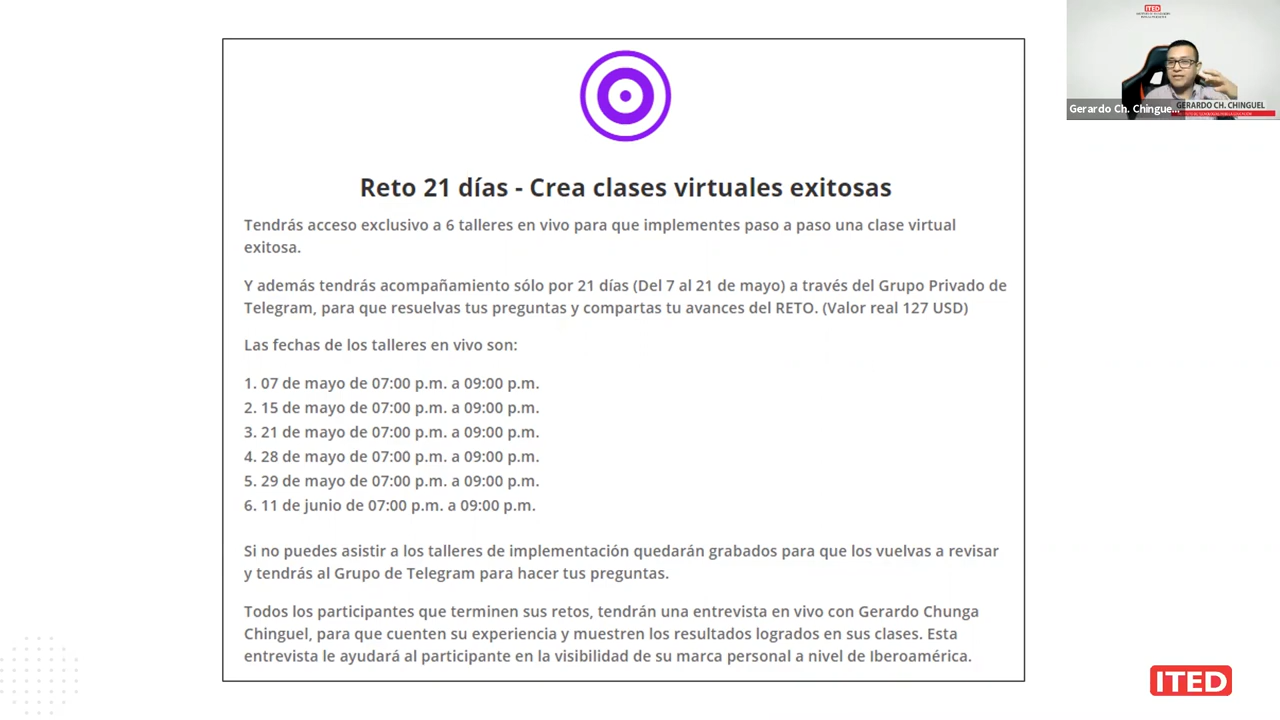 ITED
Gerardo Ch. Chingue...
GERARDO CH. CHINGUEL
Reto 21 días - Crea clases virtuales exitosas
Tendrás acceso exclusivo a 6 talleres en vivo para que implementes paso a paso una clase virtual
exitosa.
Y además tendrás acompañamiento sólo por 21 días (Del 7 al 21 de mayo) a través del Grupo Privado de
Telegram, para que resuelvas tus preguntas y compartas tu avances del RETO. (Valor real 127 USD)
Las fechas de los talleres en vivo son:
1. 07 de mayo de 07:00 p.m. a 09:00 p.m.
2. 15 de mayo de 07:00 p.m. a 09:00 p.m.
3. 21 de mayo de 07:00 p.m. a 09:00 p.m.
4. 28 de mayo de 07:00 p.m. a 09:00 p.m.
5. 29 de mayo de 07:00 p.m. a 09:00 p.m.
6. 11 de junio de 07:00 p.m. a 09:00 p.m.
Si no puedes asistir a los talleres de implementación quedarán grabados para que los vuelvas a revisar
y tendrás al Grupo de Telegram para hacer tus preguntas.
Todos los participantes que terminen sus retos, tendrán una entrevista en vivo con Gerardo Chunga
Chinguel, para que cuenten su experiencia y muestren los resultados logrados en sus clases. Esta
entrevista le ayudará al participante en la visibilidad de su marca personal a nivel de Iberoamérica.
ITED